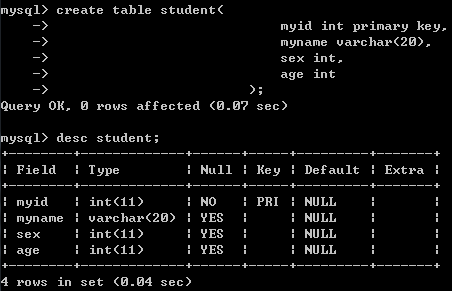 mysql> create table student(
    ->                             myid int primary key,
    ->                             myname varchar(20),
    ->                             sex int,
    ->                             age int
    ->                         );
Query OK, 0 rows affected (0.07 sec)
mysql> desc student;
+--------+-------------+------+-----+---------+-------+
| Field  | Type        | Null | Key | Default | Extra |
+--------+-------------+------+-----+---------+-------+
| myid   | int(11)     | NO   | PRI | NULL    |       |
| myname | varchar(20) | YES  |     | NULL    |       |
| sex    | int(11)     | YES  |     | NULL    |       |
| age    | int(11)     | YES  |     | NULL    |       |
+--------+-------------+------+-----+---------+-------+
4 rows in set (0.04 sec)